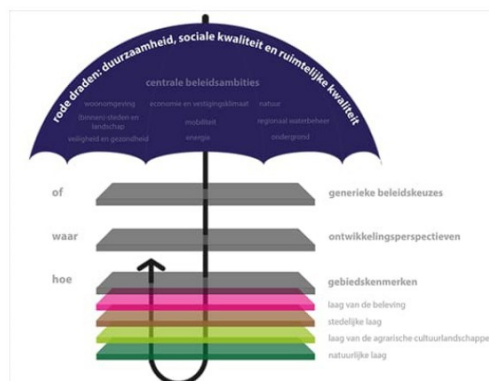 rode draden: duurzaamheid, sociale kwaliteit en ruimtelijke kwaliteit
centrale beleidsambities
woonomgeving economie en vestigingsklimaat natuur
(binnen)steden en landschap mobiliteit regionaal waterbeheer
veiligheid en gezondheid energie ondergrond
of generieke beleidskeuzes
waar ontwikkelingsperspectieven
hoe gebiedskenmerken
laag van de beleving
stedelijke laag
laag van de agrarische cultuurlandschappe
natuurlijke laag